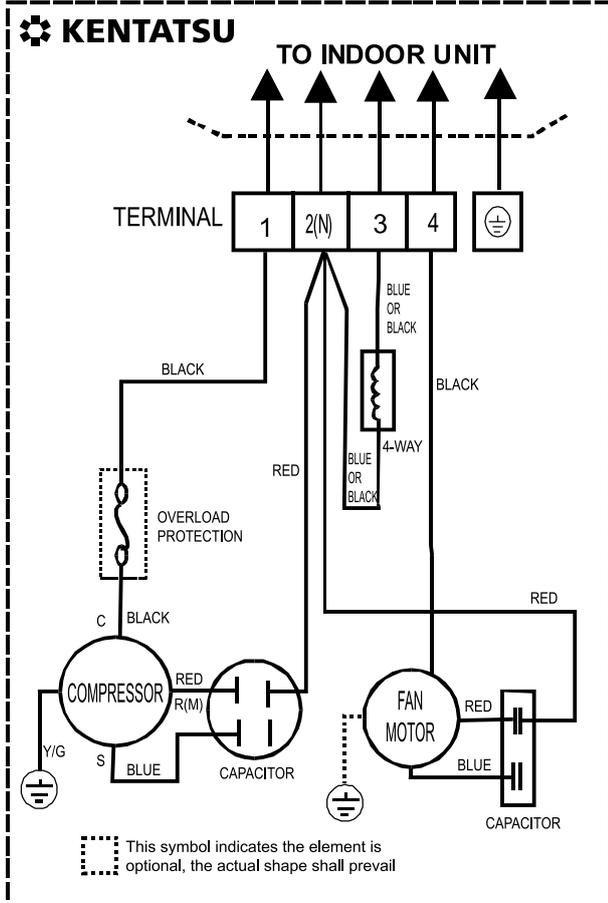 KENTATSU
TO INDOOR UNIT
TERMINAL
1
2(N)
3
4
BLUE
OR
BLACK
BLACK
BLACK
4-WAY
RED
BLUE
OR
BLACK
OVERLOAD
PROTECTION
C
BLACK
RED
COMPRESSOR
RED
R(M)
FAN
MOTOR
RED
Y/G
S
BLUE
CAPACITOR
BLUE
CAPACITOR
This symbol indicates the element is
optional, the actual shape shall prevail